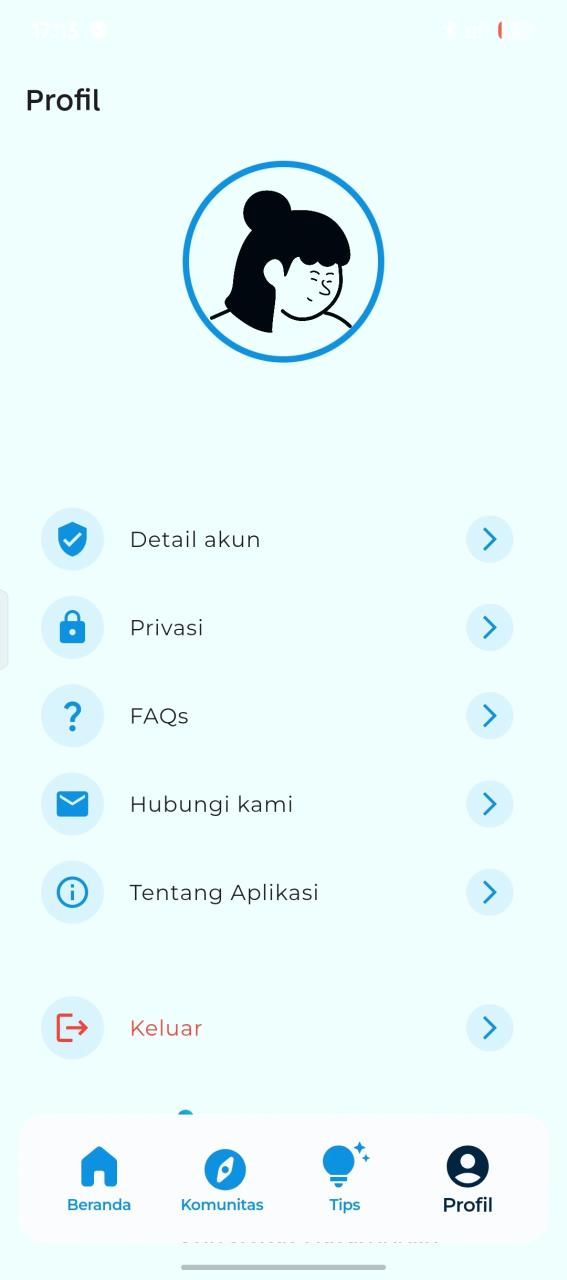 Profil
Detail akun
Privasi
FAQs
Hubungi kami
Tentang Aplikasi
Keluar
Beranda
Komunitas
Tips
Profil